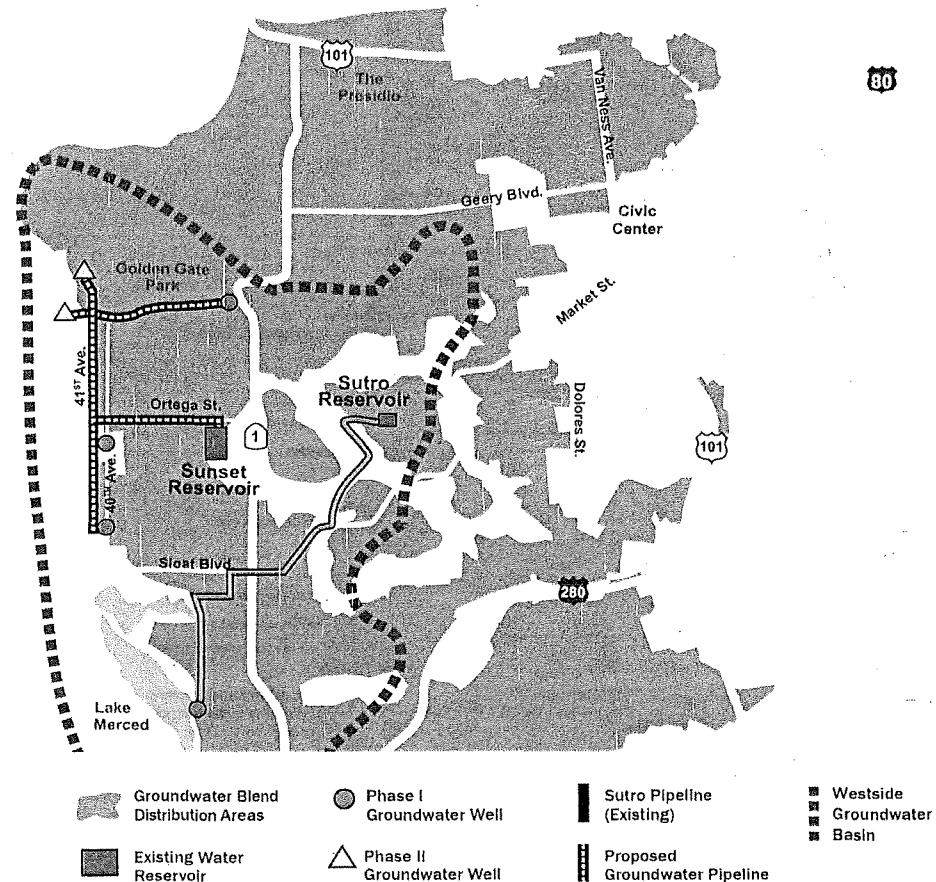 101
The
Presidio
80
Van Ness Ave.
Geery Blvd.
Civic
Center
Golden Gate
Park
Market St.
41ST Ave.
Sutro
Reservoir
Ortega St.
1
Dolores St.
101
40TH Ave.
Sunset
Reservoir
Sloat Blvd
280
Lake
Merced
Groundwater Blend
Distribution Areas
Phase I
Groundwater Well
Sutro Pipeline
(Existing)
Westside
Groundwater
Basin
Existing Water
Reservoir
Phase II
Groundwater Well
Proposed
Groundwater Pipeline